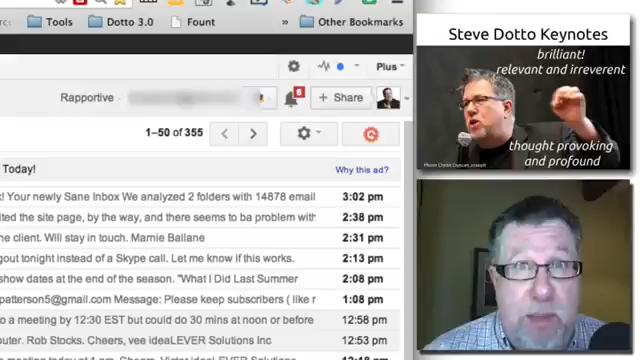 Tools
Dotto 3.0
Fount
»
Other Bookmarks
Plus
Rapportive
6
+ Share
1–50 of 355
Today!
Why this ad?
! Your newly Sane Inbox We analyzed 2 folders with 14878 email
3:02 pm
ited the site page, by the way, and there seems to ba problem with
2:38 pm
the client. Will stay in touch. Marnie Ballane
2:31 pm
gout tonight instead of a Skype call. Let me know if this works.
2:13 pm
show dates at the end of the season. "What I Did Last Summer
2:08 pm
patterson5@gmail.com Message: Please keep subscribers ( like r
1:08 pm
o a meeting by 12:30 EST but could do 30 mins at noon or before
12:58 pm
outer. Rob Stocks. Cheers, vee ideaLEVER Solutions Inc
12:53 pm
Steve Dotto Keynotes
brilliant!
relevant and irreverent
thought provoking
and profound